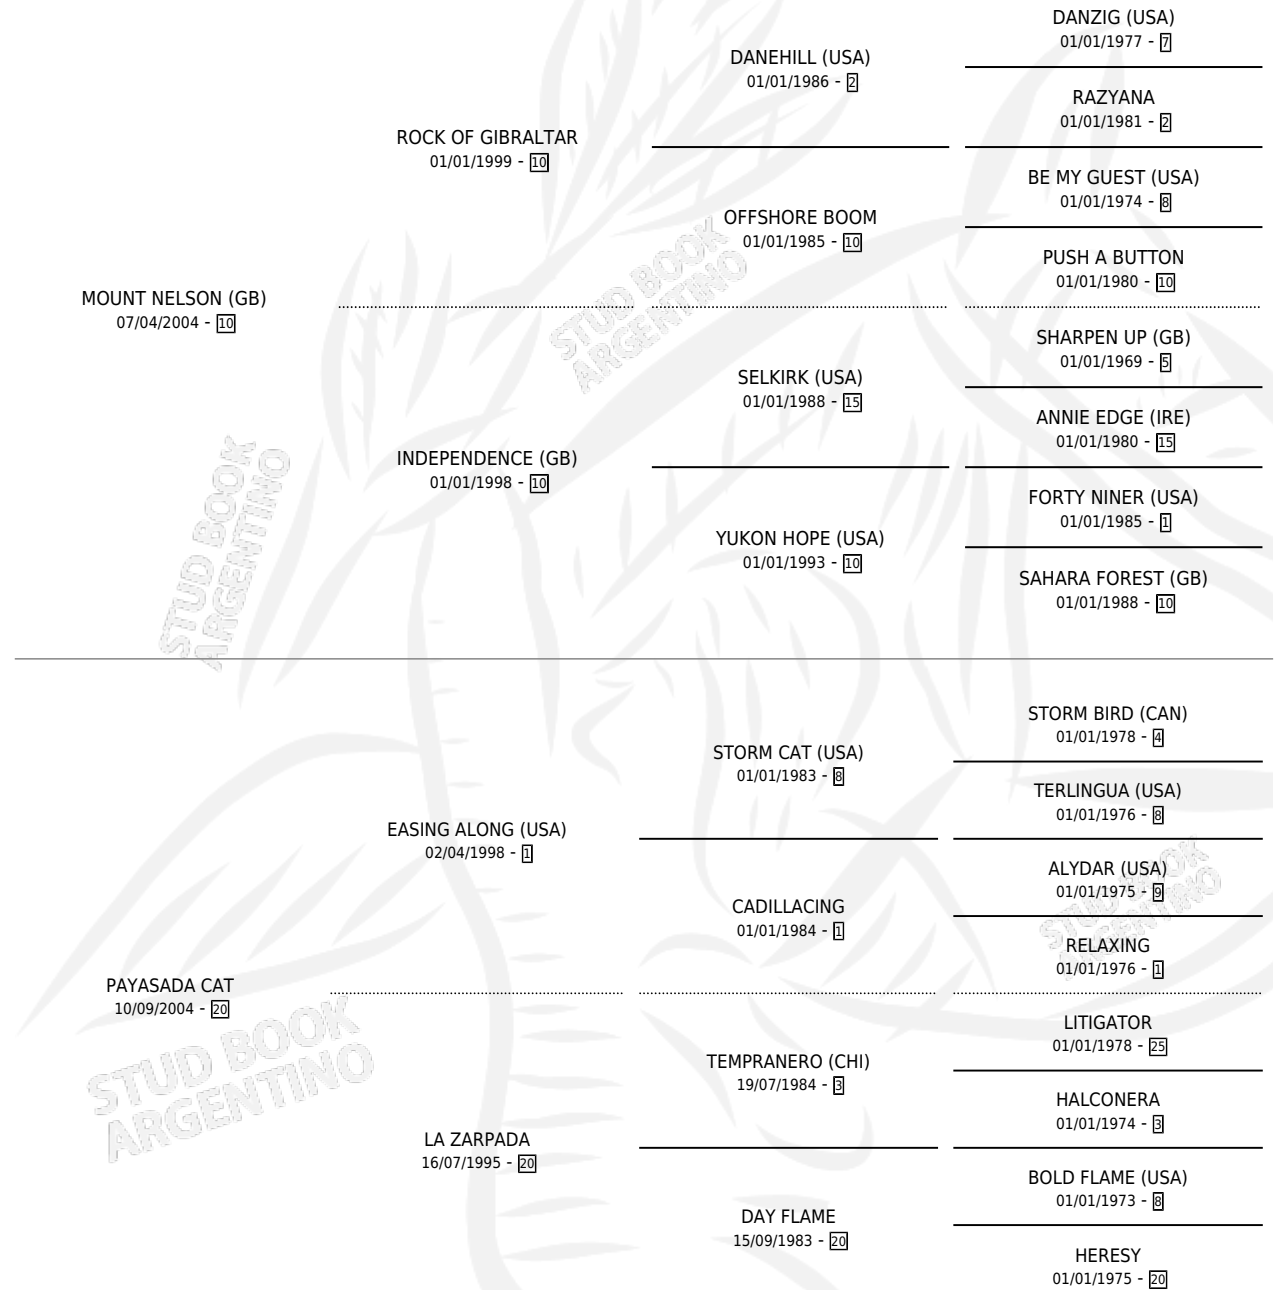 DANZIG (USA)
01/01/1977 - 7
DANEHILL (USA)
01/01/1986 - 2
RAZYANA
01/01/1981 - 2
ROCK OF GIBRALTAR
01/01/1999 - 10
BE MY GUEST (USA)
01/01/1974 - 8
OFFSHORE BOOM
01/01/1985 - 10
PUSH A BUTTON
01/01/1980 - 10
MOUNT NELSON (GB)
07/04/2004 - 10
STUD BOOK
ARGENTINO
SHARPEN UP (GB)
01/01/1969 - 5
SELKIRK (USA)
01/01/1988 - 15
ANNIE EDGE (IRE)
01/01/1980 - 15
INDEPENDENCE (GB)
01/01/1998 - 10
FORTY NINER (USA)
01/01/1985 - 1
YUKON HOPE (USA)
01/01/1993 - 10
SAHARA FOREST (GB)
01/01/1988 - 10
STUD BOOK
ARGENTINO
STORM BIRD (CAN)
01/01/1978 - 4
STORM CAT (USA)
01/01/1983 - 8
TERLINGUA (USA)
01/01/1976 - 8
EASING ALONG (USA)
02/04/1998 - 1
ALYDAR (USA)
01/01/1975 - 9
CADILLACING
01/01/1984 - 1
RELAXING
01/01/1976 - 1
STUD BOOK
ARGENTINO
PAYASADA CAT
10/09/2004 - 20
LITIGATOR
01/01/1978 - 25
TEMPRANERO (CHI)
19/07/1984 - 3
HALCONERA
01/01/1974 - 3
STUD BOOK
ARGENTINO
LA ZARPADA
16/07/1995 - 20
BOLD FLAME (USA)
01/01/1973 - 8
DAY FLAME
15/09/1983 - 20
HERESY
01/01/1975 - 20